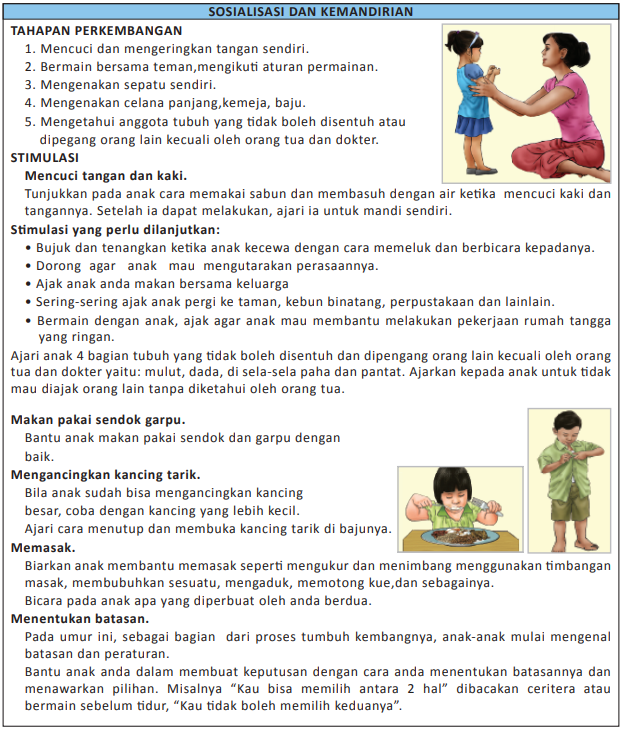 SOSIALISASI DAN KEMANDIRIAN
TAHAPAN PERKEMBANGAN
1. Mencuci dan mengeringkan tangan sendiri.
2. Bermain bersama teman,mengikuti aturan permainan.
3. Mengenakan sepatu sendiri.
4. Mengenakan celana panjang,kemeja, baju.
5. Mengetahui anggota tubuh yang tidak boleh disentuh atau
dipegang orang lain kecuali oleh orang tua dan dokter.
STIMULASI
Mencuci tangan dan kaki.
Tunjukkan pada anak cara memakai sabun dan membasuh dengan air ketika mencuci kaki dan
tangannya. Setelah ia dapat melakukan, ajari ia untuk mandi sendiri.
Stimulasi yang perlu dilanjutkan:
• Bujuk dan tenangkan ketika anak kecewa dengan cara memeluk dan berbicara kepadanya.
• Dorong agar anak mau mengutarakan perasaannya.
• Ajak anak anda makan bersama keluarga
• Sering-sering ajak anak pergi ke taman, kebun binatang, perpustakaan dan lainlain.
• Bermain dengan anak, ajak agar anak mau membantu melakukan pekerjaan rumah tangga
yang ringan.
Ajari anak 4 bagian tubuh yang tidak boleh disentuh dan dipengang orang lain kecuali oleh orang
tua dan dokter yaitu: mulut, dada, di sela-sela paha dan pantat. Ajarkan kepada anak untuk tidak
mau diajak orang lain tanpa diketahui oleh orang tua.
Makan pakai sendok garpu.
Bantu anak makan pakai sendok dan garpu dengan
baik.
Mengancingkan kancing tarik.
Bila anak sudah bisa mengancingkan kancing
besar, coba dengan kancing yang lebih kecil.
Ajari cara menutup dan membuka kancing tarik di bajunya.
Memasak.
Biarkan anak membantu memasak seperti mengukur dan menimbang menggunakan timbangan
masak, membubuhkan sesuatu, mengaduk, memotong kue,dan sebagainya.
Bicara pada anak apa yang diperbuat oleh anda berdua.
Menentukan batasan.
Pada umur ini, sebagai bagian dari proses tumbuh kembangnya, anak-anak mulai mengenal
batasan dan peraturan.
Bantu anak anda dalam membuat keputusan dengan cara anda menentukan batasannya dan
menawarkan pilihan. Misalnya “Kau bisa memilih antara 2 hal” dibacakan ceritera atau
bermain sebelum tidur, “Kau tidak boleh memilih keduanya”.